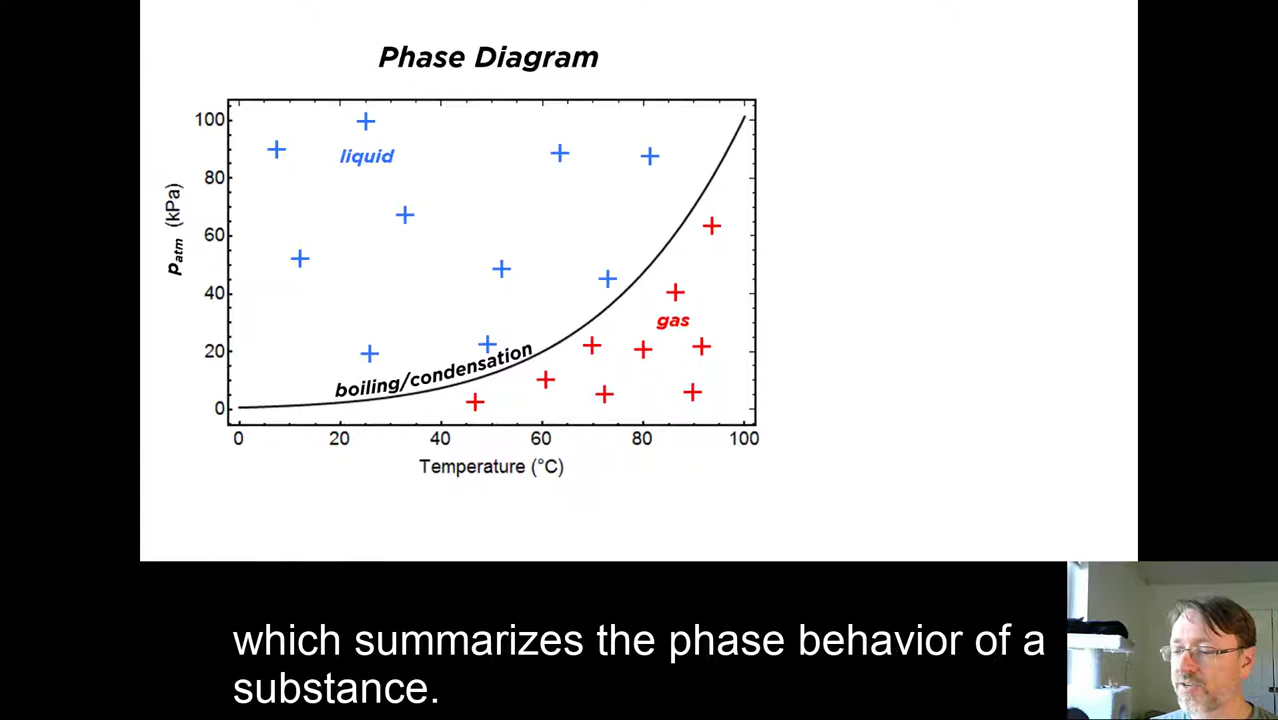 Phase Diagram
100
80
60
40
20
0
p_atm (kPa)
liquid
gas
boiling/condensation
0 20 40 60 80 100
Temperature (°C)
which summarizes the phase behavior of a
substance.